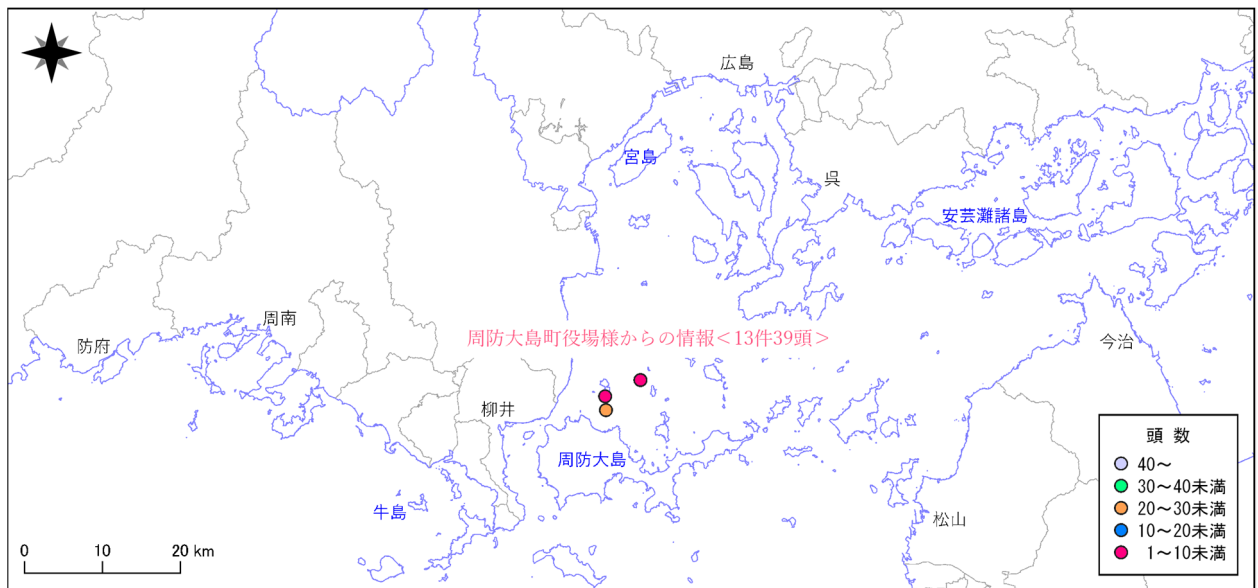 広島
宮島
呉
安芸灘諸島
周南
防府
周防大島町役場様からの情報＜13件39頭＞
今治
柳井
周防大島
牛島
松山
頭 数
40～
30～40未満
20～30未満
10～20未満
1～10未満
0 10 20 km